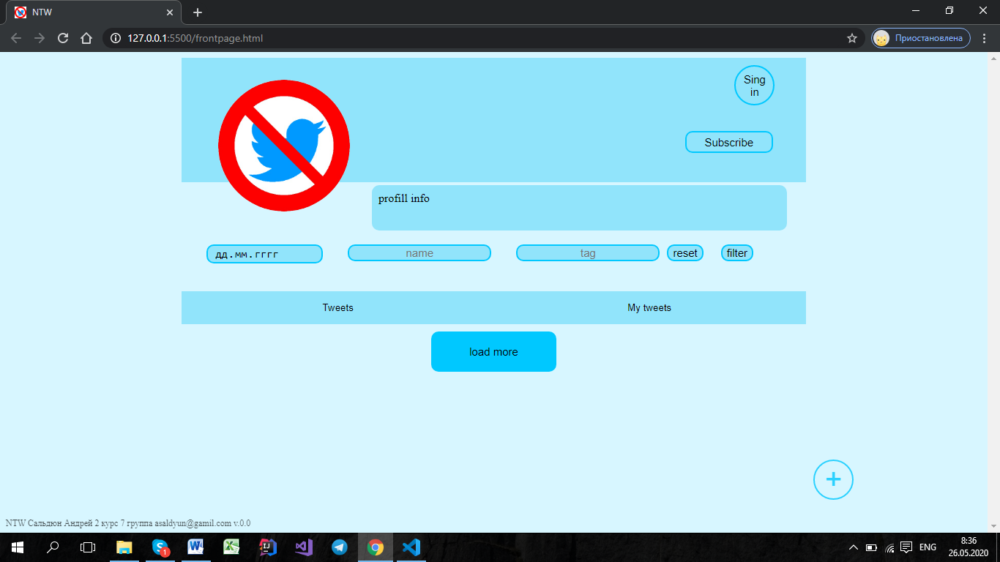 NTW
127.0.0.1:5500/frontpage.html
Приостановлена
Sing
in
Subscribe
profill info
дд.мм.гггг name tag reset filter
Tweets My tweets
load more
+
NTW Сальдюн Андрей 2 курс 7 группа asaldyun@gamil.com v.0.0
1
ENG
8:36
26.05.2020